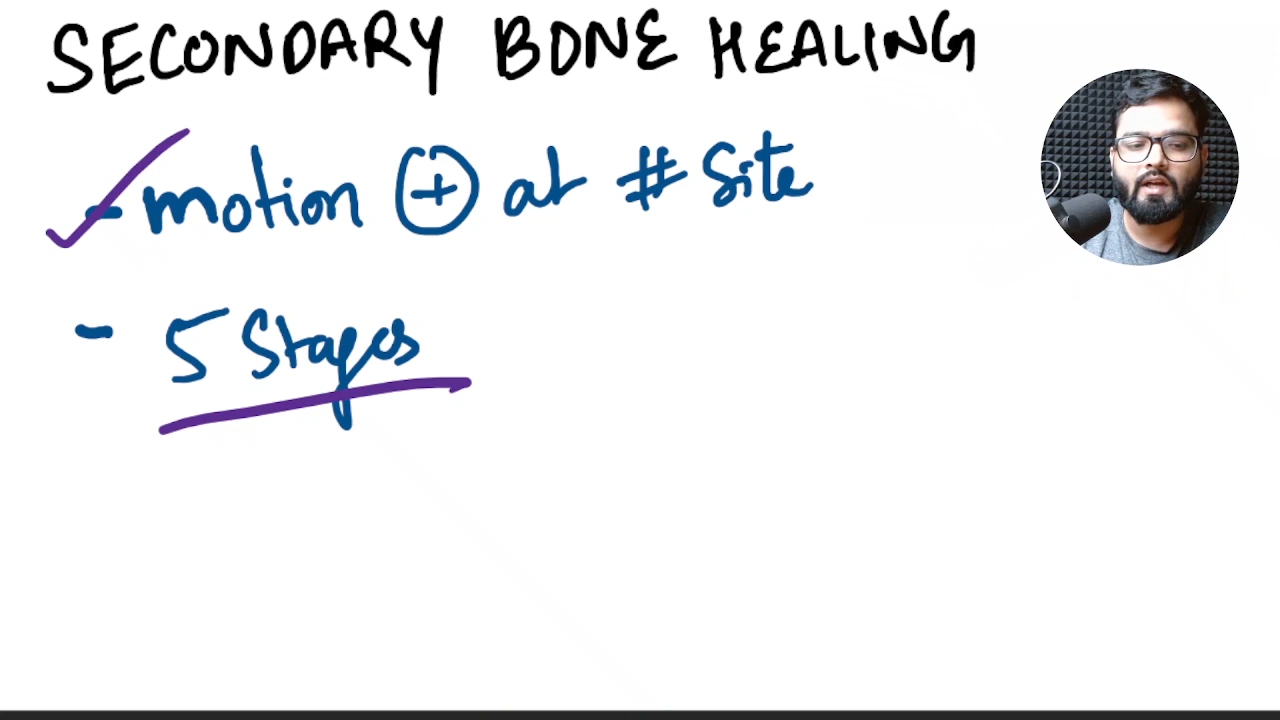 SECONDARY BONE HEALING
- motion (+) at # Site
- 5 Stages